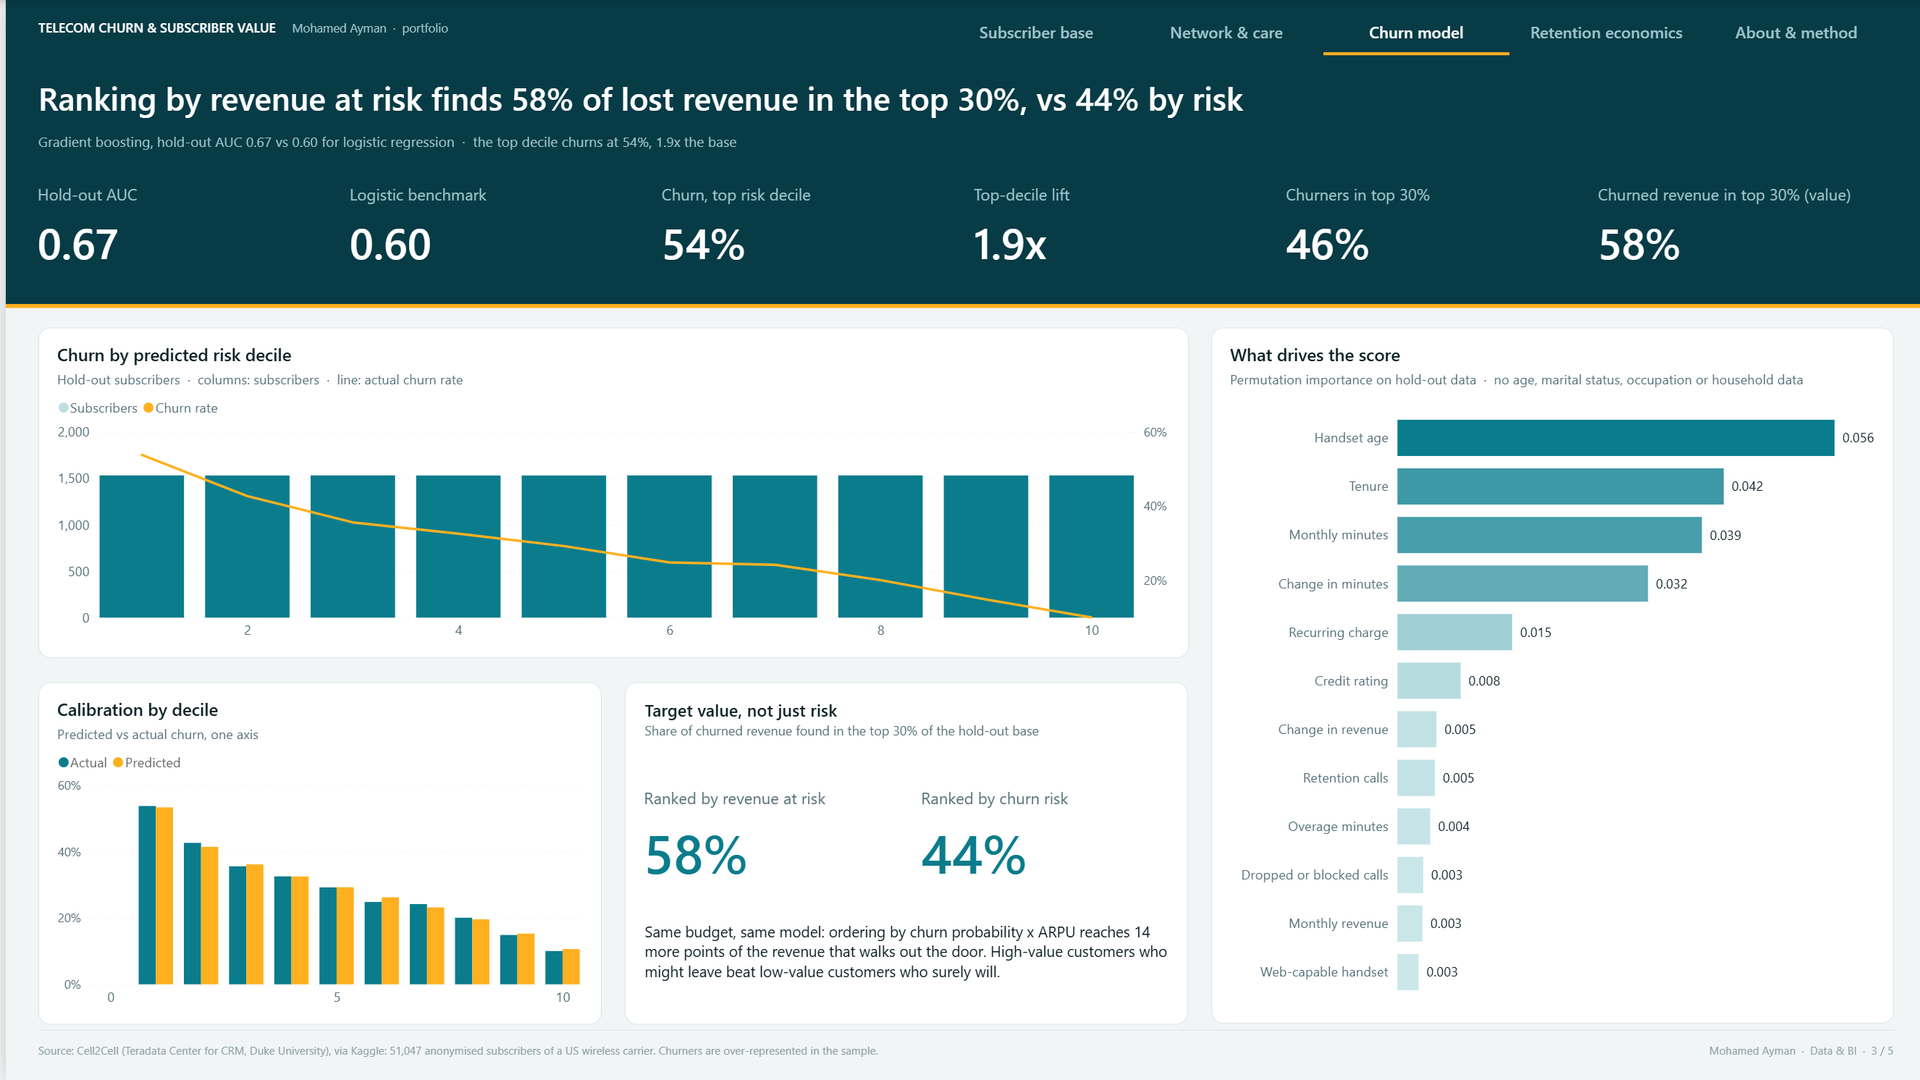 TELECOM CHURN & SUBSCRIBER VALUE Mohamed Ayman · portfolio
Subscriber base Network & care Churn model Retention economics About & method
Ranking by revenue at risk finds 58% of lost revenue in the top 30%, vs 44% by risk
Gradient boosting, hold-out AUC 0.67 vs 0.60 for logistic regression · the top decile churns at 54%, 1.9x the base
Hold-out AUC
0.67
Logistic benchmark
0.60
Churn, top risk decile
54%
Top-decile lift
1.9x
Churners in top 30%
46%
Churned revenue in top 30% (value)
58%
Churn by predicted risk decile
Hold-out subscribers · columns: subscribers · line: actual churn rate
Subscribers Churn rate
2,000
1,500
1,000
500
0
60%
40%
20%
2 4 6 8 10
Calibration by decile
Predicted vs actual churn, one axis
Actual Predicted
60%
40%
20%
0%
0 5 10
Target value, not just risk
Share of churned revenue found in the top 30% of the hold-out base
Ranked by revenue at risk
58%
Ranked by churn risk
44%
Same budget, same model: ordering by churn probability x ARPU reaches 14
more points of the revenue that walks out the door. High-value customers who
might leave beat low-value customers who surely will.
What drives the score
Permutation importance on hold-out data · no age, marital status, occupation or household data
Handset age 0.056
Tenure 0.042
Monthly minutes 0.039
Change in minutes 0.032
Recurring charge 0.015
Credit rating 0.008
Change in revenue 0.005
Retention calls 0.005
Overage minutes 0.004
Dropped or blocked calls 0.003
Monthly revenue 0.003
Web-capable handset 0.003
Source: Cell2Cell (Teradata Center for CRM, Duke University), via Kaggle: 51,047 anonymised subscribers of a US wireless carrier. Churners are over-represented in the sample.
Mohamed Ayman · Data & BI · 3 / 5